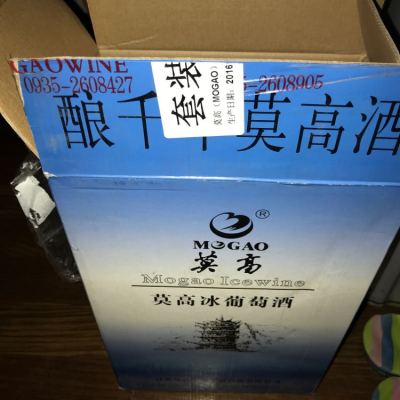 GAOWINE
0935-2608427
-2608905
套装
莫高（MOGAO）
生产日期：2016
酿千年莫高酒
®
MOGAO
莫高
Mogao Icewine
莫高冰葡萄酒